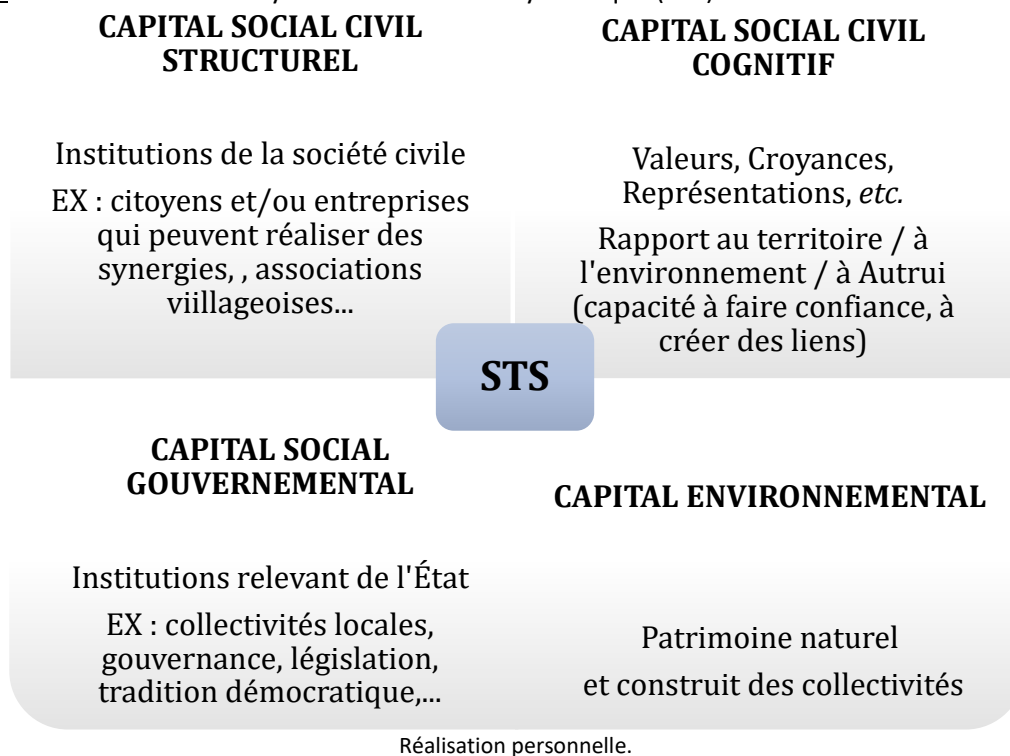 CAPITAL SOCIAL CIVIL
STRUCTUREL
Institutions de la société civile
EX : citoyens et/ou entreprises
qui peuvent réaliser des
synergies, , associations
viillageoises...
CAPITAL SOCIAL CIVIL
COGNITIF
Valeurs, Croyances,
Représentations, etc.
Rapport au territoire / à
l'environnement / à Autrui
(capacité à faire confiance, à
créer des liens)
STS
CAPITAL SOCIAL
GOUVERNEMENTAL
Institutions relevant de l'État
EX : collectivités locales,
gouvernance, législation,
tradition démocratique,...
CAPITAL ENVIRONNEMENTAL
Patrimoine naturel
et construit des collectivités
Réalisation personnelle.